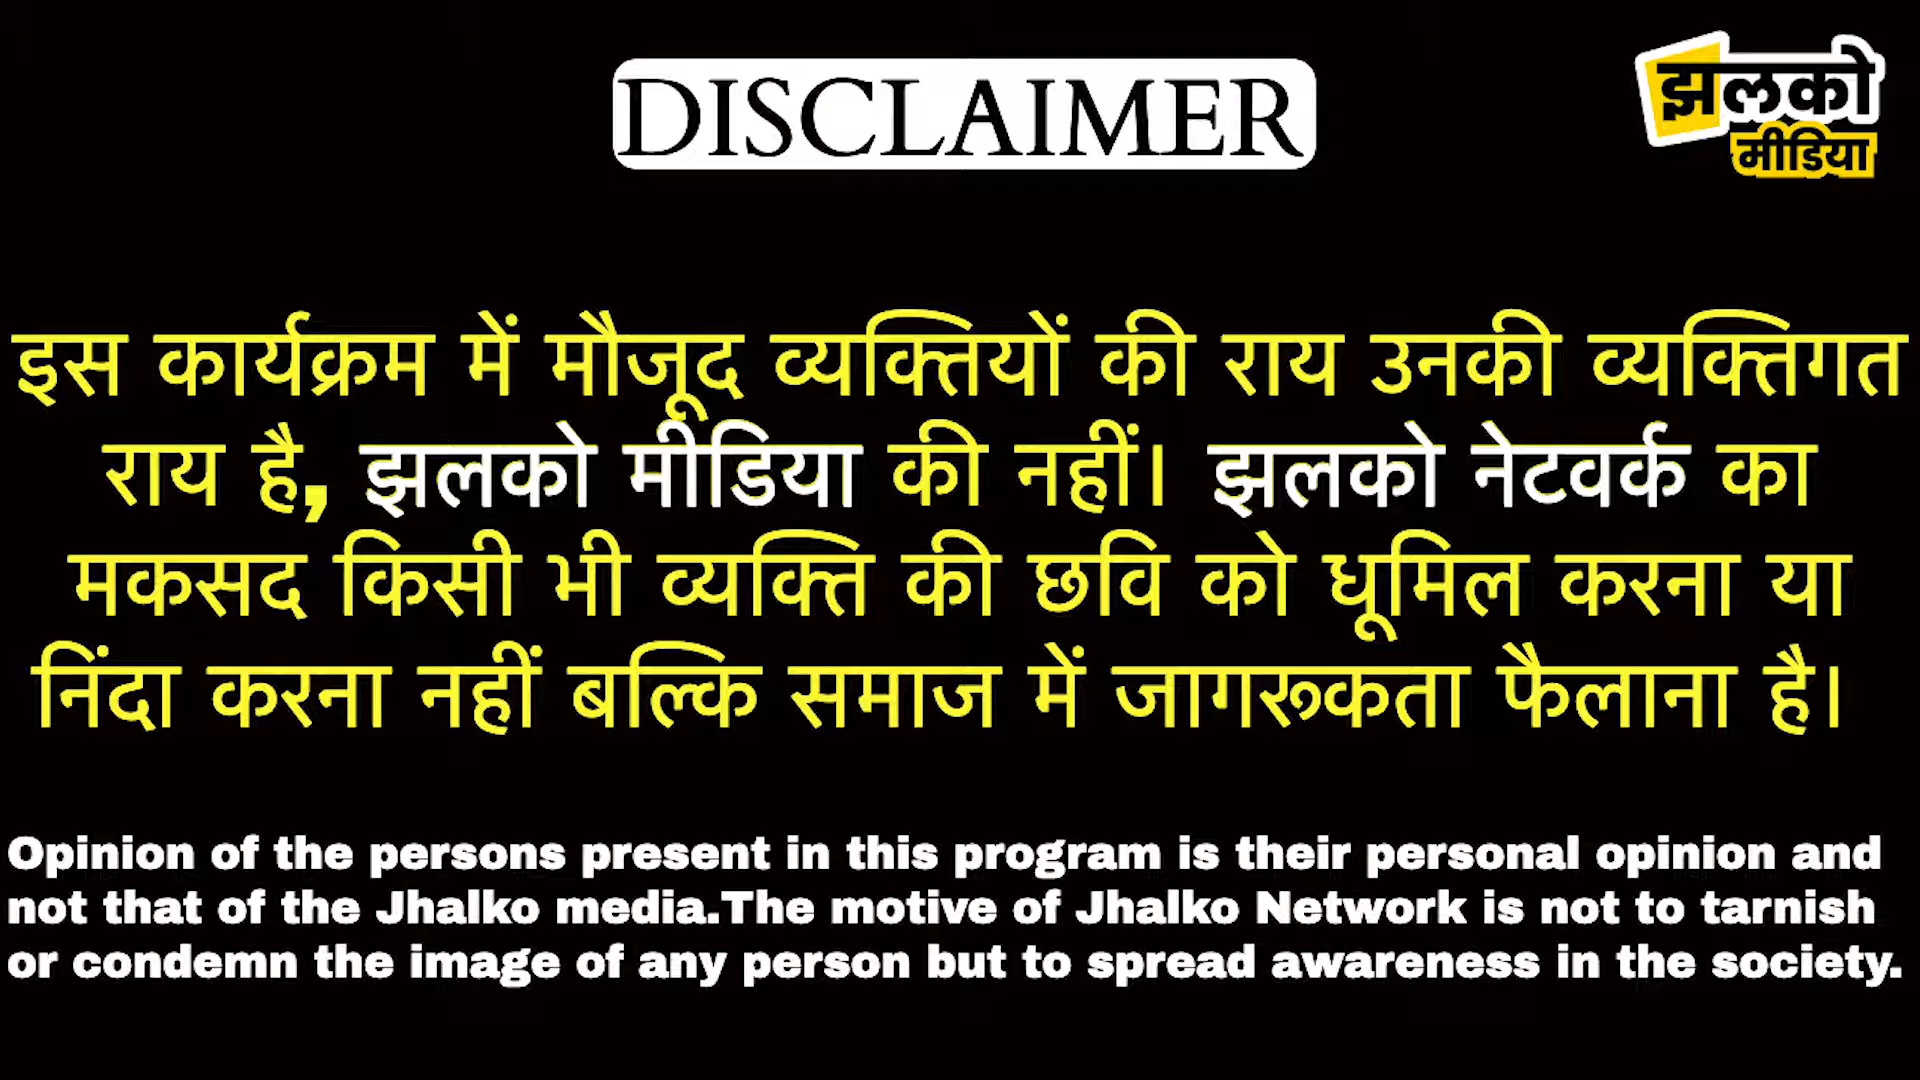 DISCLAIMER
झलको
मीडिया
इस कार्यक्रम में मौजूद व्यक्तियों की राय उनकी व्यक्तिगत
राय है, झलको मीडिया की नहीं। झलको नेटवर्क का
मकसद किसी भी व्यक्ति की छवि को धूमिल करना या
निंदा करना नहीं बल्कि समाज में जागरूकता फैलाना है।
Opinion of the persons present in this program is their personal opinion and
not that of the Jhalko media.The motive of Jhalko Network is not to tarnish
or condemn the image of any person but to spread awareness in the society.